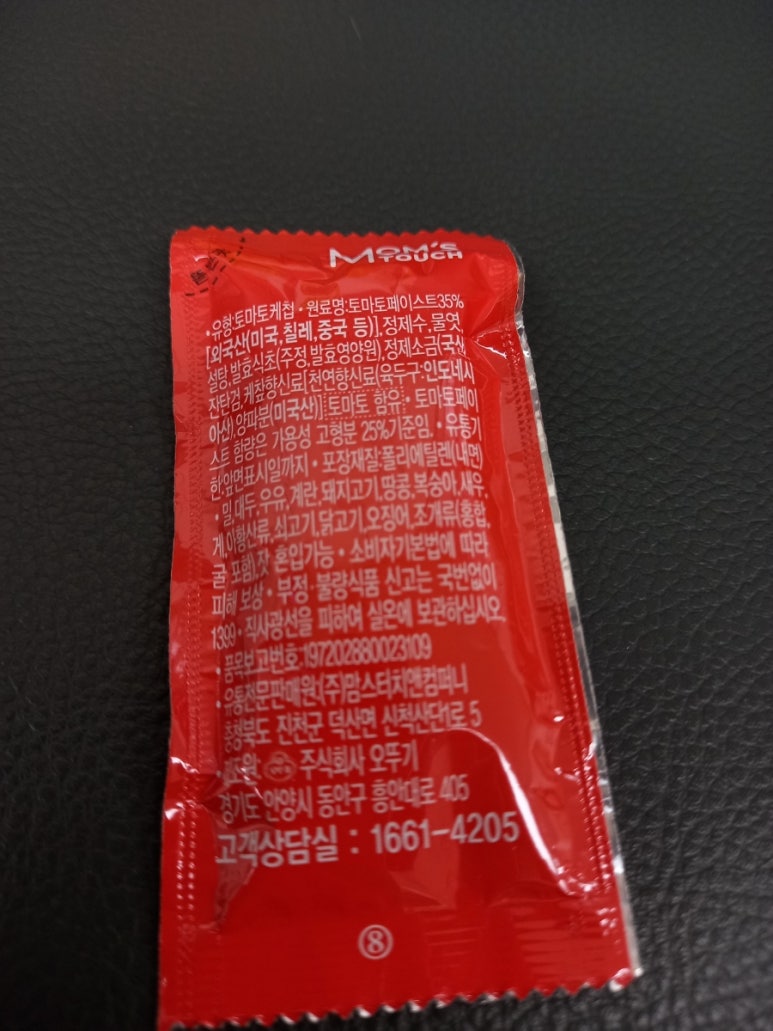 MOM'S
TOUCH
•유형:토마토케첩 • 원료명:토마토페이스트35%
[외국산(미국,칠레,중국 등)],정제수,물엿
설탕,발효식초(주정,발효영양원),정제소금(국산
잔탄검,케찹향신료[천연향신료(육두구:인도네시
아산),양파분(미국산)] 토마토 함유 • 토마토페이
스트 함량은 가용성 고형분 25%기준임. • 유통기
한:앞면표시일까지 • 포장재질:폴리에틸렌(내면)
• 밀,대두,우유,계란,돼지고기,땅콩,복숭아,새우,
게,아황산류,쇠고기,닭고기,오징어,조개류(홍합,
굴 포함),잣 혼입가능 • 소비자기본법에 따라
피해 보상 • 부정·불량식품 신고는 국번없이
1399 • 직사광선을 피하여 실온에 보관하십시오
• 품목보고번호:197202880023109
• 유통전문판매원:(주)맘스터치앤컴퍼니
충청북도 진천군 덕산면 신척산단1로 5
주식회사 오뚜기
경기도 안양시 동안구 흥안대로 405
고객상담실 : 1661-4205
⑧